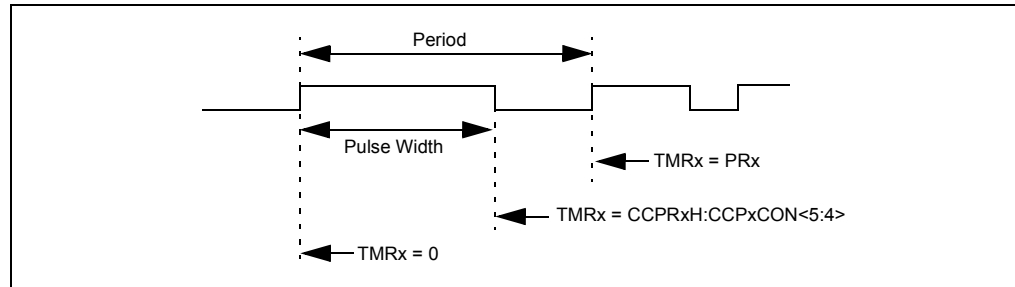 Period
Pulse Width
TMRx = PRx
TMRx = CCPRxH:CCPxCON<5:4>
TMRx = 0